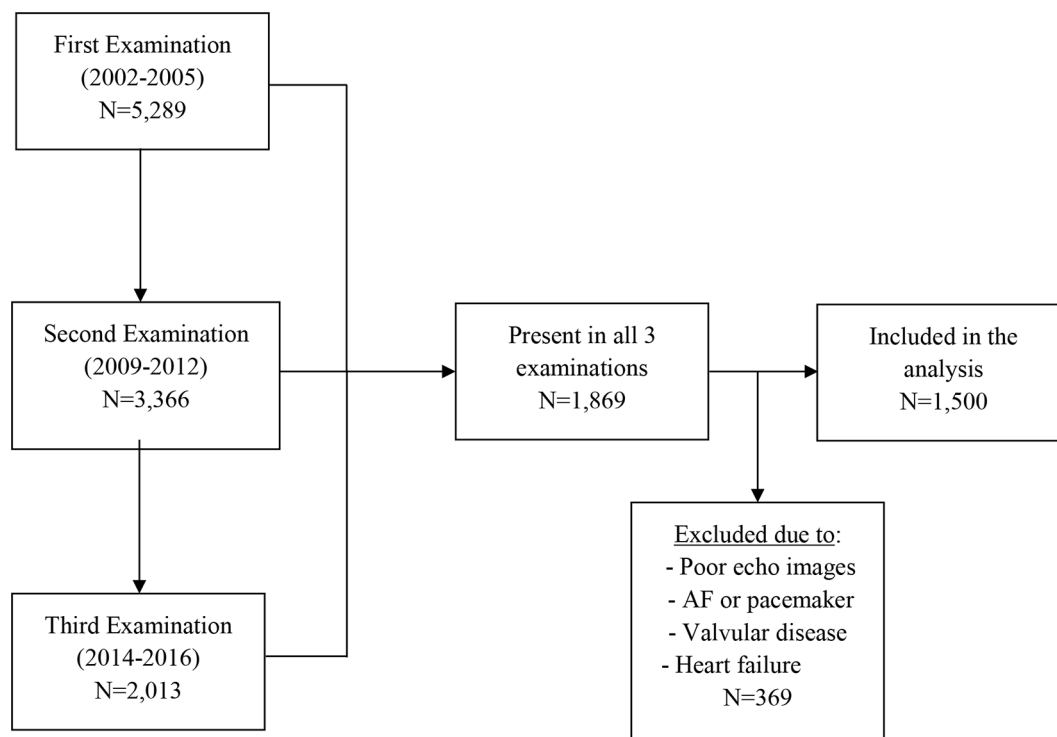 First Examination
(2002-2005)
N=5,289
Second Examination
(2009-2012)
N=3,366
Third Examination
(2014-2016)
N=2,013
Present in all 3
examinations
N=1,869
Included in the
analysis
N=1,500
Excluded due to:
- Poor echo images
- AF or pacemaker
- Valvular disease
- Heart failure
N=369